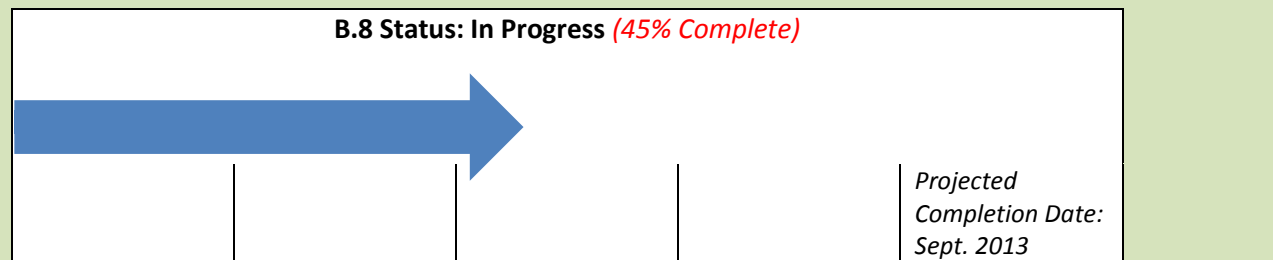 B.8 Status: In Progress (45% Complete)
Projected
Completion Date:
Sept. 2013